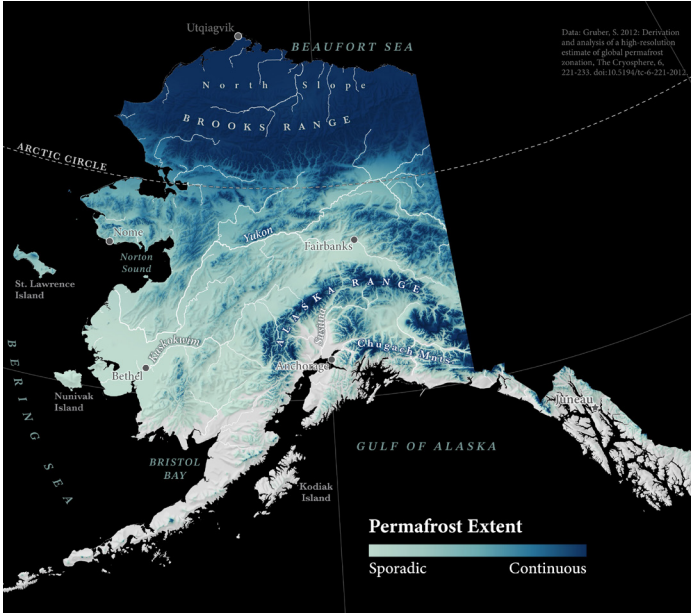 Utqiaġvik
BEAUFORT SEA
Data: Gruber, S. 2012: Derivation
and analysis of a high-resolution
estimate of global permafrost
zonation, The Cryosphere, 6,
221-233. doi:10.5194/tc-6-221-2012.
North Slope
BROOKS RANGE
ARCTIC CIRCLE
Nome
Yukon
Fairbanks
Norton
Sound
St. Lawrence
Island
ALASKA RANGE
Susitna
Kuskokwim
Chugach Mtns.
Anchorage
Bethel
Nunivak
Island
Juneau
BERING SEA
GULF OF ALASKA
BRISTOL
BAY
Kodiak
Island
Permafrost Extent
Sporadic
Continuous